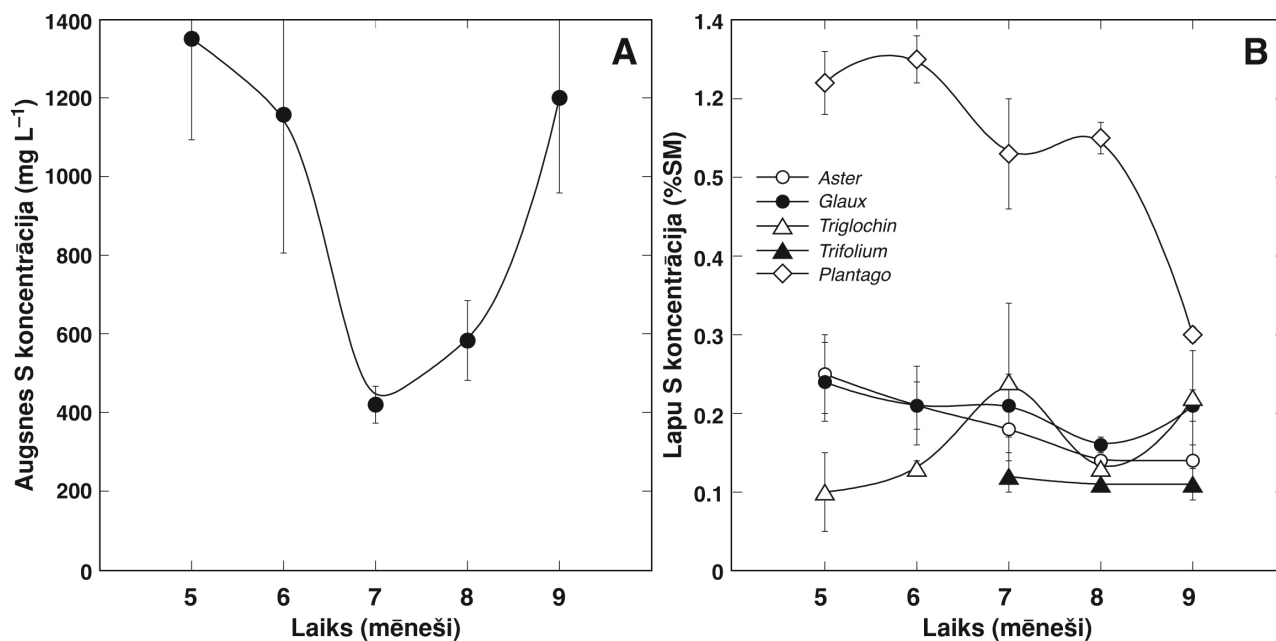 A
Augsnes S koncentrācija (mg L⁻¹)
1400
1200
1000
800
600
400
200
0
5 6 7 8 9
Laiks (mēneši)
B
Lapu S koncentrācija (%SM)
1.4
1.2
0.5
0.4
0.3
0.2
0.1
0
Aster
Glaux
Triglochin
Trifolium
Plantago
5 6 7 8 9
Laiks (mēneši)